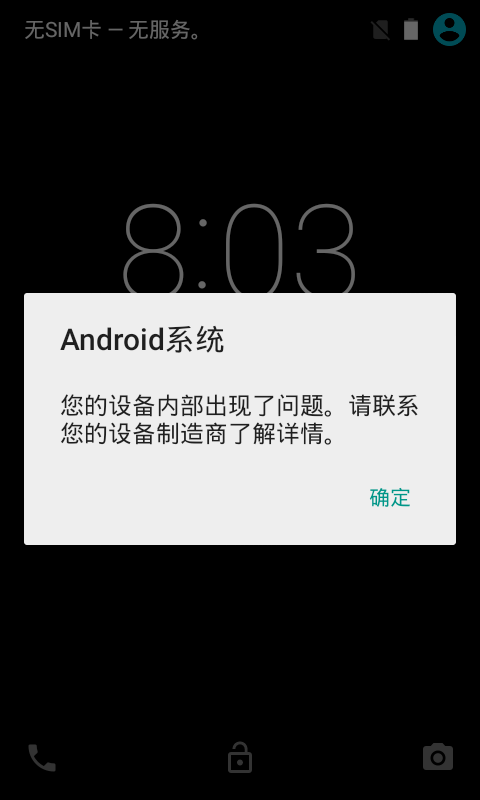 无SIM卡 — 无服务。
8:03
Android系统
您的设备内部出现了问题。请联系
您的设备制造商了解详情。
确定